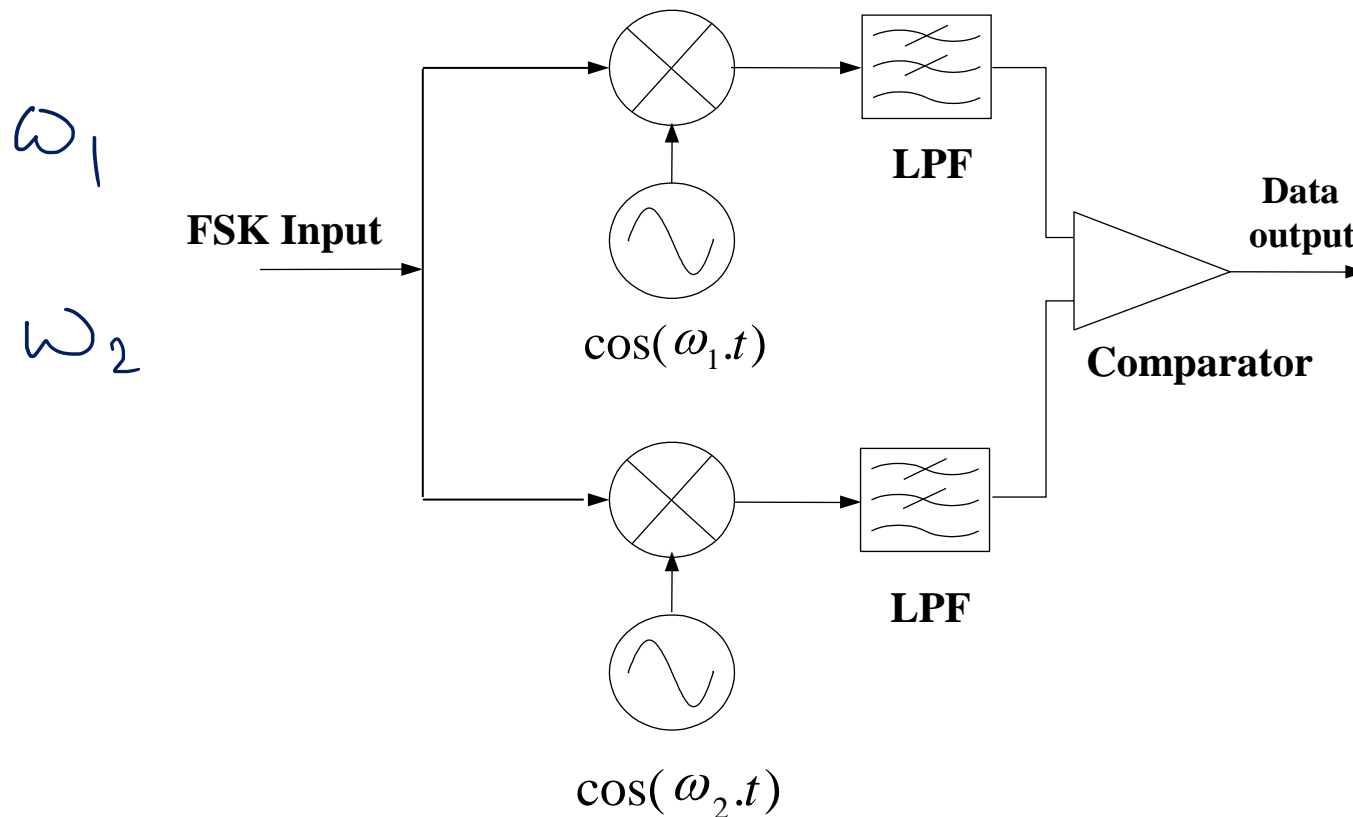 ω₁
FSK Input
ω₂
cos(ω₁.t)
LPF
Data
output
Comparator
LPF
cos(ω₂.t)